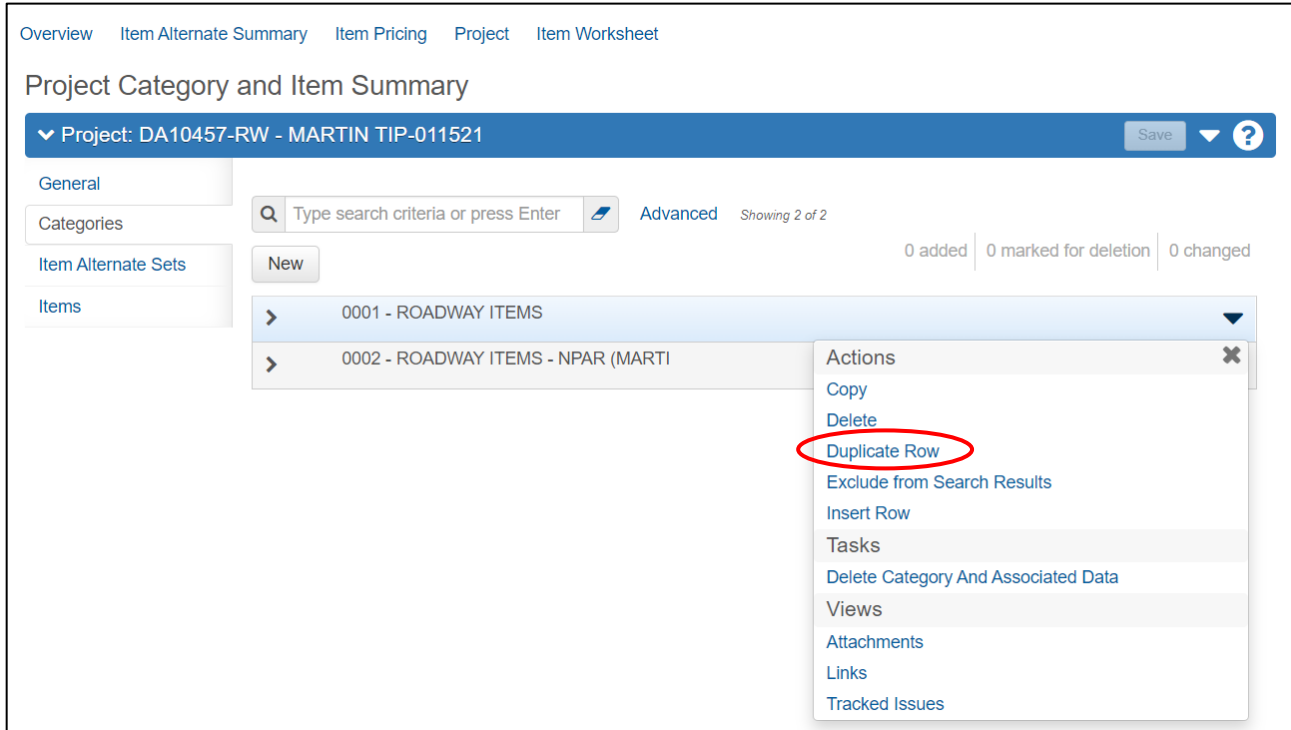 Overview Item Alternate Summary Item Pricing Project Item Worksheet
Project Category and Item Summary
Project: DA10457-RW - MARTIN TIP-011521 Save ?
General
Categories
Item Alternate Sets
Items
Type search criteria or press Enter Advanced Showing 2 of 2
New 0 added 0 marked for deletion 0 changed
0001 - ROADWAY ITEMS
0002 - ROADWAY ITEMS - NPAR (MARTI
Actions
Copy
Delete
Duplicate Row
Exclude from Search Results
Insert Row
Tasks
Delete Category And Associated Data
Views
Attachments
Links
Tracked Issues